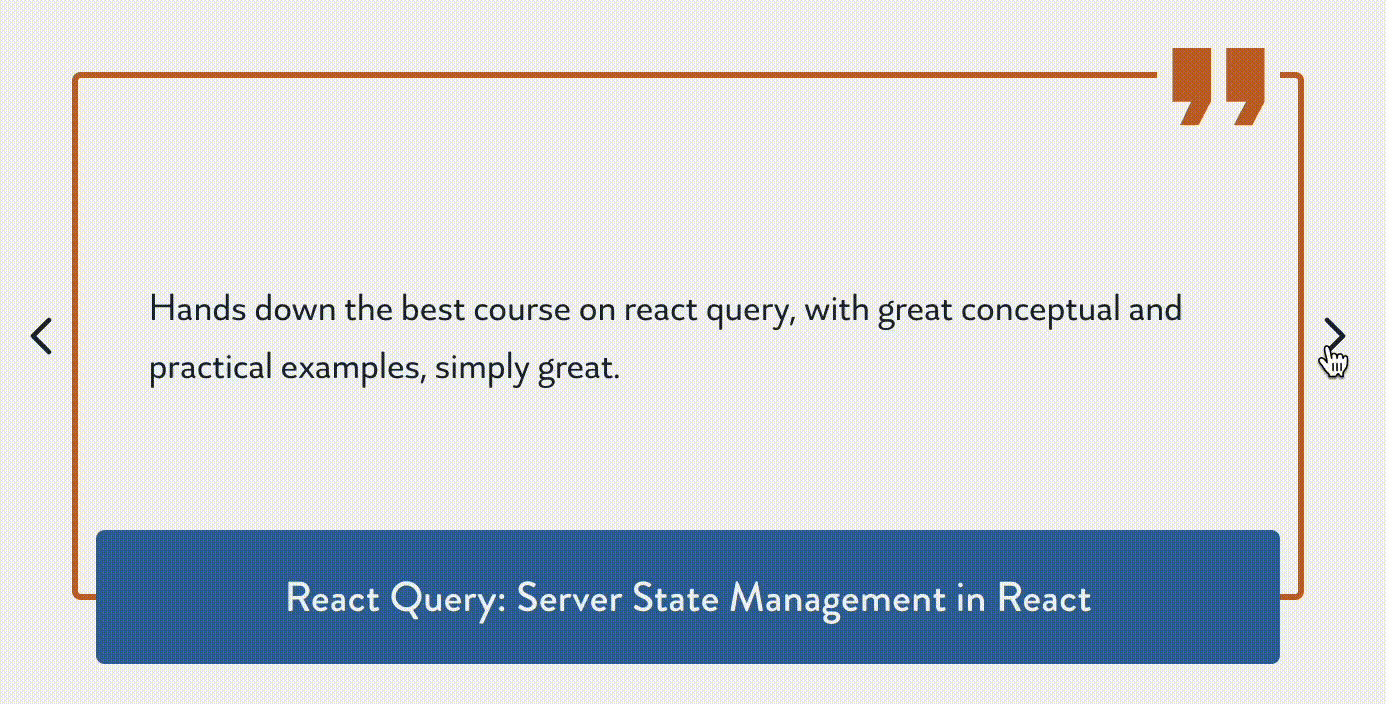 ”
Hands down the best course on react query, with great conceptual and
practical examples, simply great.
React Query: Server State Management in React